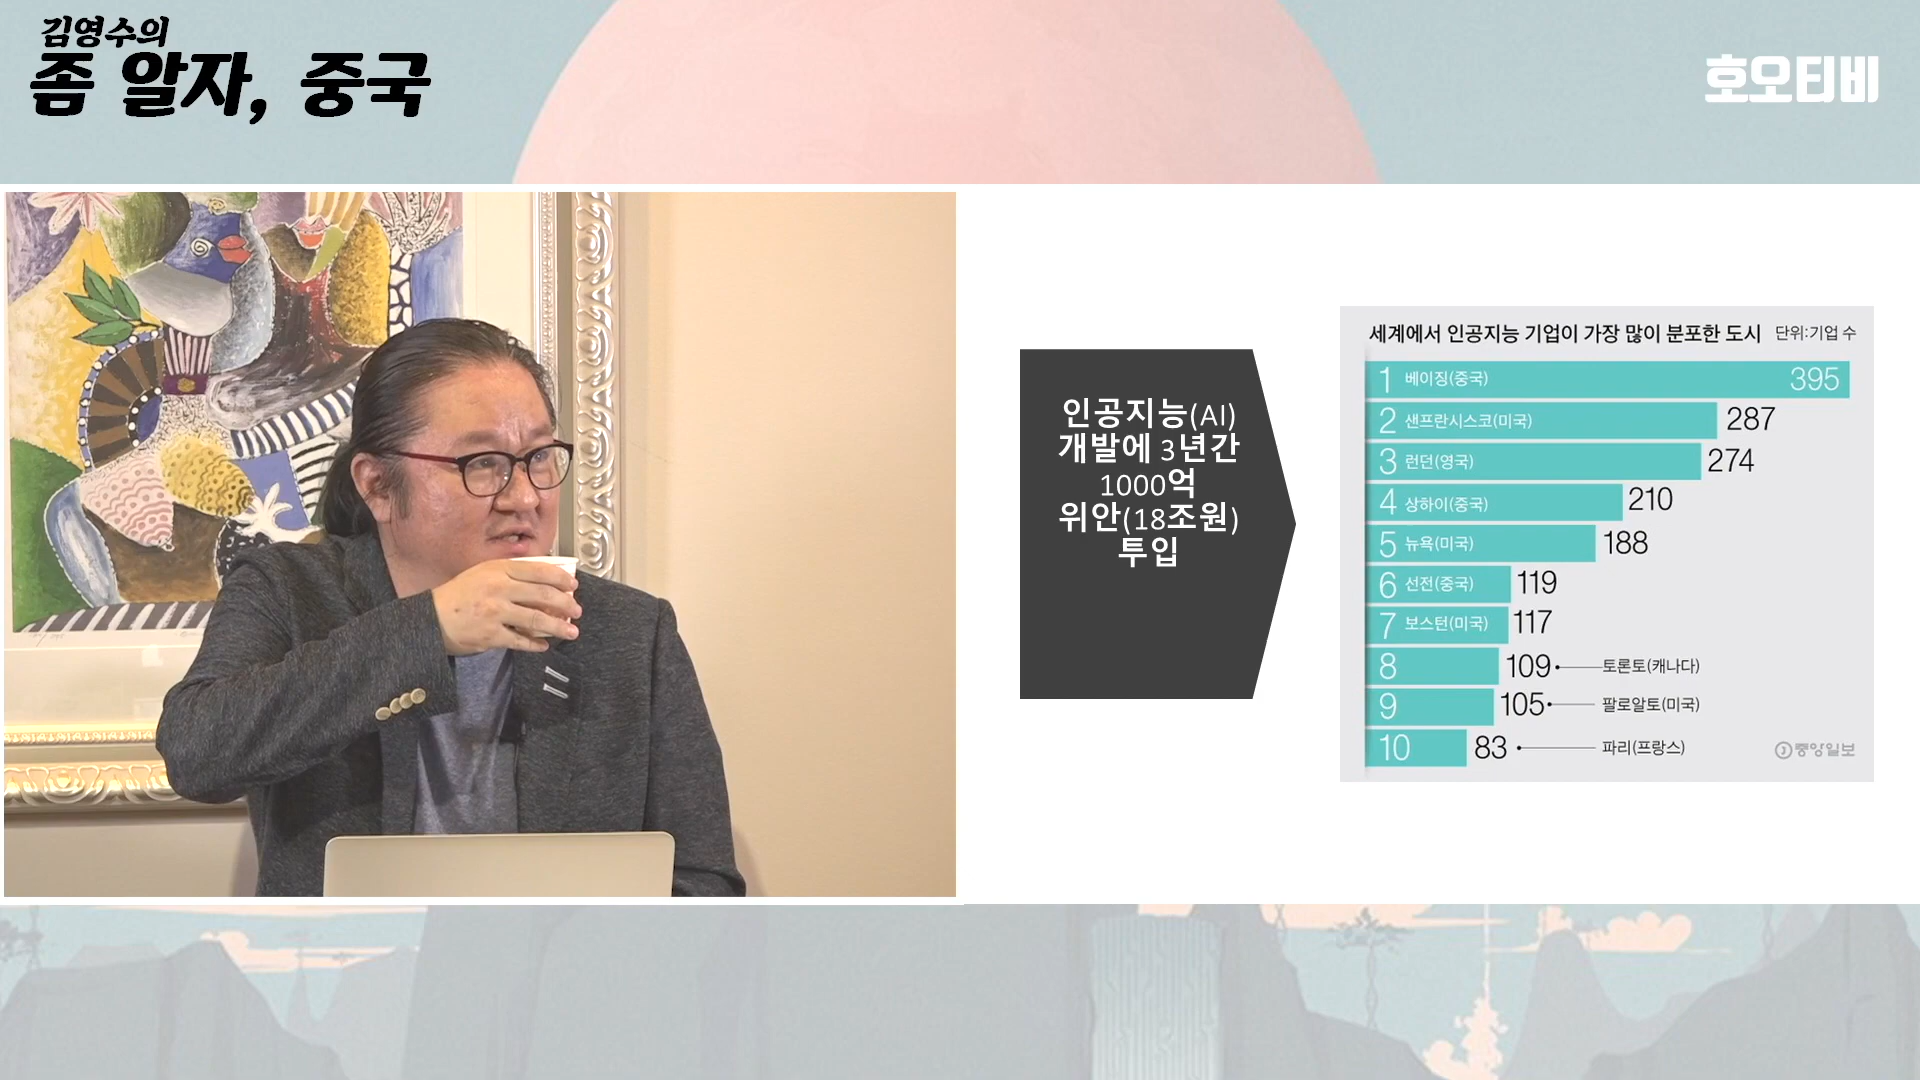 김영수의
좀 알자, 중국
호오티비
인공지능(AI)
개발에 3년간
1000억
위안(18조원)
투입
세계에서 인공지능 기업이 가장 많이 분포한 도시 단위:기업 수
1 베이징(중국) 395
2 샌프란시스코(미국) 287
3 런던(영국) 274
4 상하이(중국) 210
5 뉴욕(미국) 188
6 선전(중국) 119
7 보스턴(미국) 117
8 109 토론토(캐나다)
9 105 팔로알토(미국)
10 83 파리(프랑스)
중앙일보